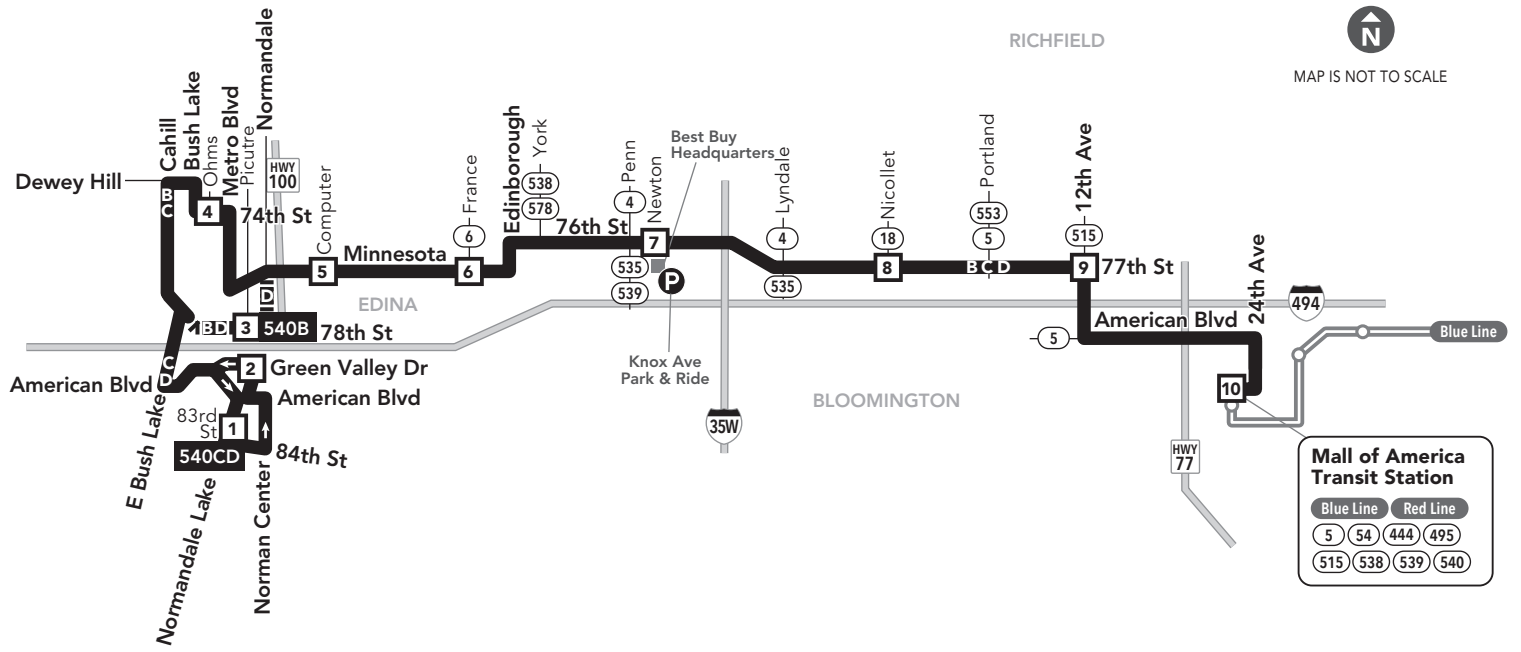 RICHFIELD
N
MAP IS NOT TO SCALE
Cahill
Bush Lake
Ohms
Metro Blvd
Picutre
Normandale
HWY
100
Dewey Hill
B
C
4
74th St
Computer
5
Minnesota
France
6
6
Edinborough
York
538
578
76th St
Penn
4
535
539
Newton
7
Best Buy
Headquarters
P
Knox Ave
Park & Ride
Lyndale
4
535
Nicollet
18
8
Portland
553
5
B C D
12th Ave
515
9
77th St
24th Ave
494
EDINA
D
B D
3
540B
78th St
C
D
American Blvd
2
Green Valley Dr
American Blvd
83rd
St
1
540CD
84th St
E Bush Lake
Normandale Lake
Norman Center
35W
BLOOMINGTON
5
American Blvd
HWY
77
10
Blue Line
Mall of America
Transit Station
Blue Line Red Line
5 54 444 495
515 538 539 540